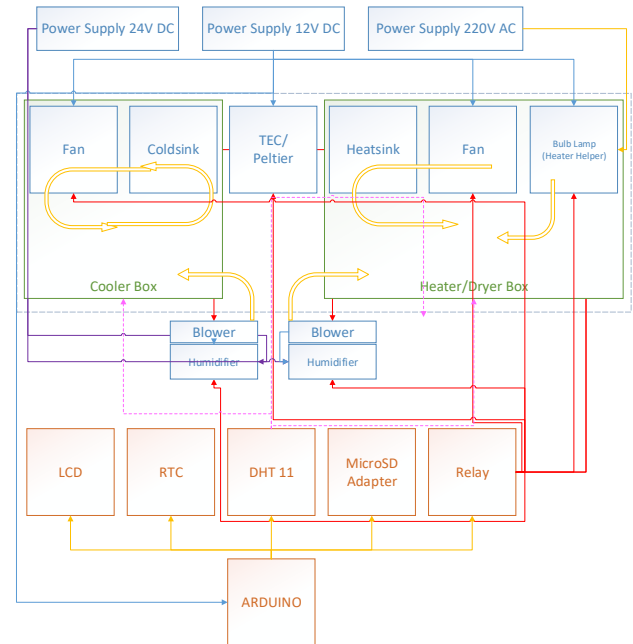 Power Supply 24V DC
Power Supply 12V DC
Power Supply 220V AC
Fan
Coldsink
TEC/
Peltier
Heatsink
Fan
Bulb Lamp
(Heater Helper)
Cooler Box
Heater/Dryer Box
Blower
Blower
Humidifier
Humidifier
LCD
RTC
DHT 11
MicroSD
Adapter
Relay
ARDUINO